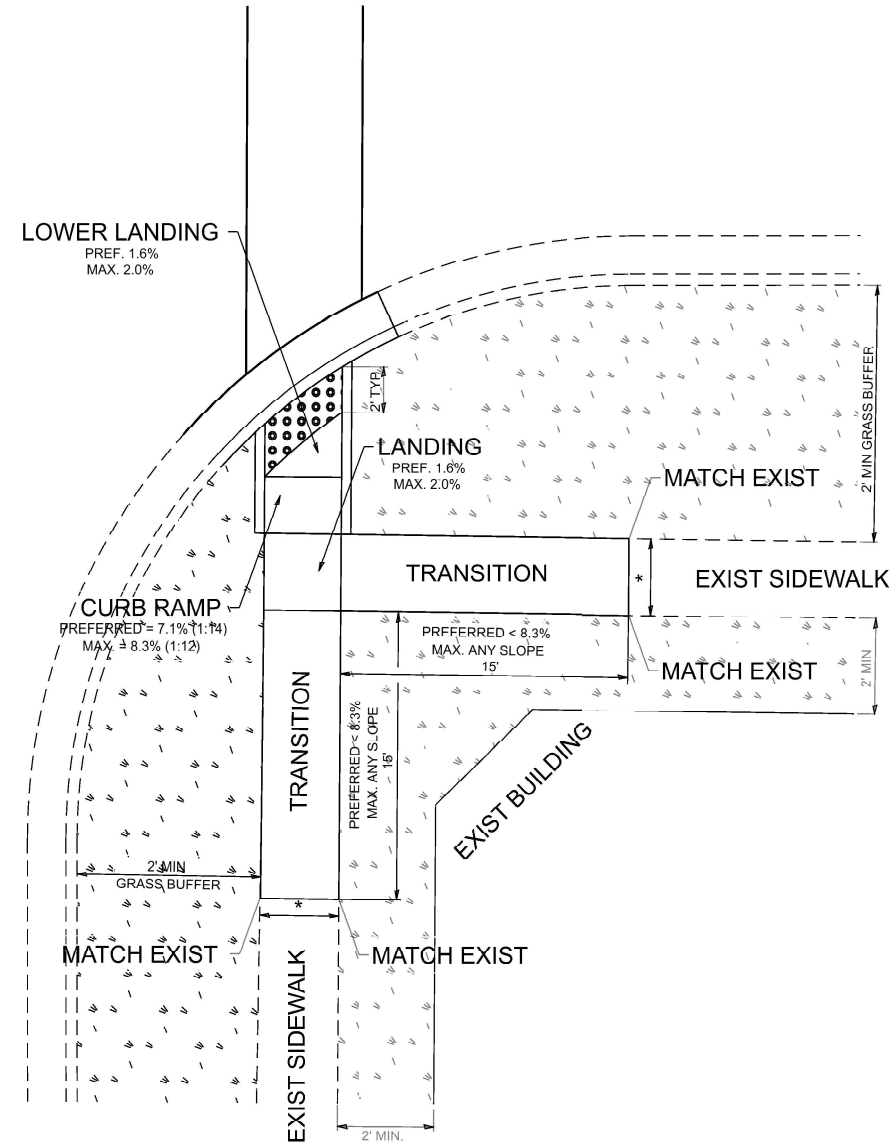 LOWER LANDING
PREF. 1.6%
MAX. 2.0%
2' TYP.
2' MIN GRASS BUFFER
LANDING
PREF. 1.6%
MAX. 2.0%
MATCH EXIST
TRANSITION
*
EXIST SIDEWALK
CURB RAMP
PREFERRED = 7.1% (1:14)
MAX. = 8.3% (1:12)
PREFERRED < 8.3%
MAX. ANY SLOPE
15'
MATCH EXIST
2' MIN
TRANSITION
PREFERRED < 8.3%
MAX. ANY SLOPE
15'
EXIST BUILDING
2' MIN
GRASS BUFFER
*
MATCH EXIST
MATCH EXIST
EXIST SIDEWALK
2' MIN.